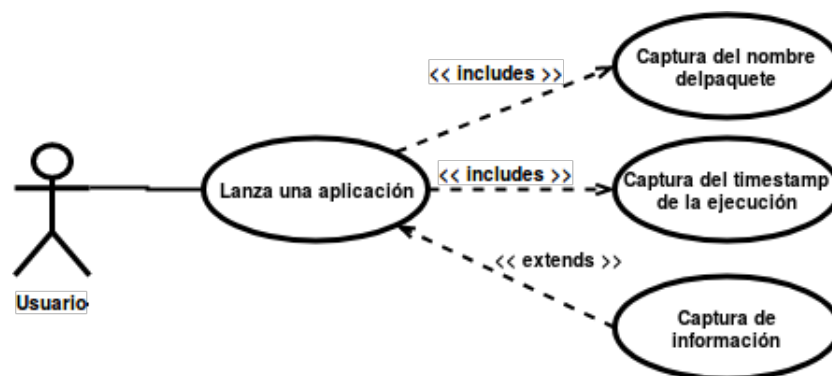 Captura del nombre
delpaquete
<< includes >>
Lanza una aplicación
<< includes >>
Captura del timestamp
de la ejecución
<< extends >>
Usuario
Captura de
información